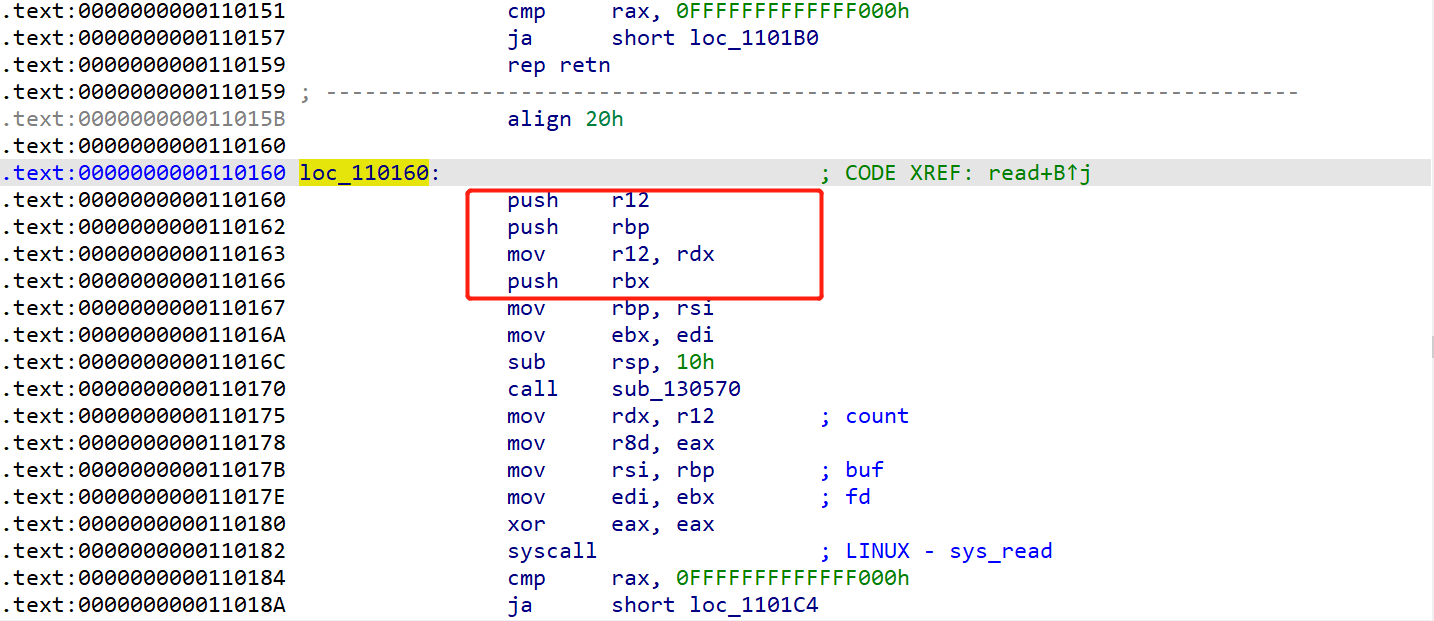 .text:0000000000110151 cmp rax, 0FFFFFFFFFFFFF000h
.text:0000000000110157 ja short loc_1101B0
.text:0000000000110159 rep retn
.text:0000000000110159 ; ---------------------------------------------------------------------------
.text:000000000011015B align 20h
.text:0000000000110160
.text:0000000000110160 loc_110160: ; CODE XREF: read+B↑j
.text:0000000000110160 push r12
.text:0000000000110162 push rbp
.text:0000000000110163 mov r12, rdx
.text:0000000000110166 push rbx
.text:0000000000110167 mov rbp, rsi
.text:000000000011016A mov ebx, edi
.text:000000000011016C sub rsp, 10h
.text:0000000000110170 call sub_130570
.text:0000000000110175 mov rdx, r12 ; count
.text:0000000000110178 mov r8d, eax
.text:000000000011017B mov rsi, rbp ; buf
.text:000000000011017E mov edi, ebx ; fd
.text:0000000000110180 xor eax, eax
.text:0000000000110182 syscall ; LINUX - sys_read
.text:0000000000110184 cmp rax, 0FFFFFFFFFFFFF000h
.text:000000000011018A ja short loc_1101C4